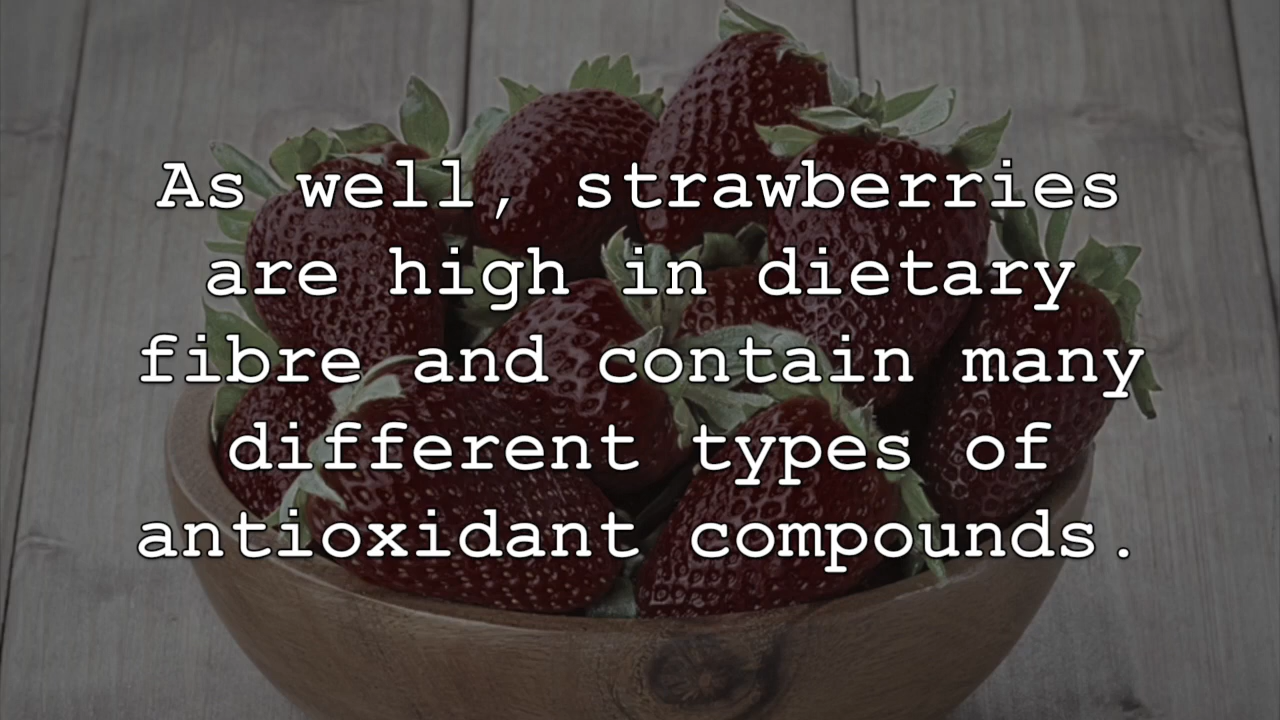 As well, strawberries
are high in dietary
fibre and contain many
different types of
antioxidant compounds.